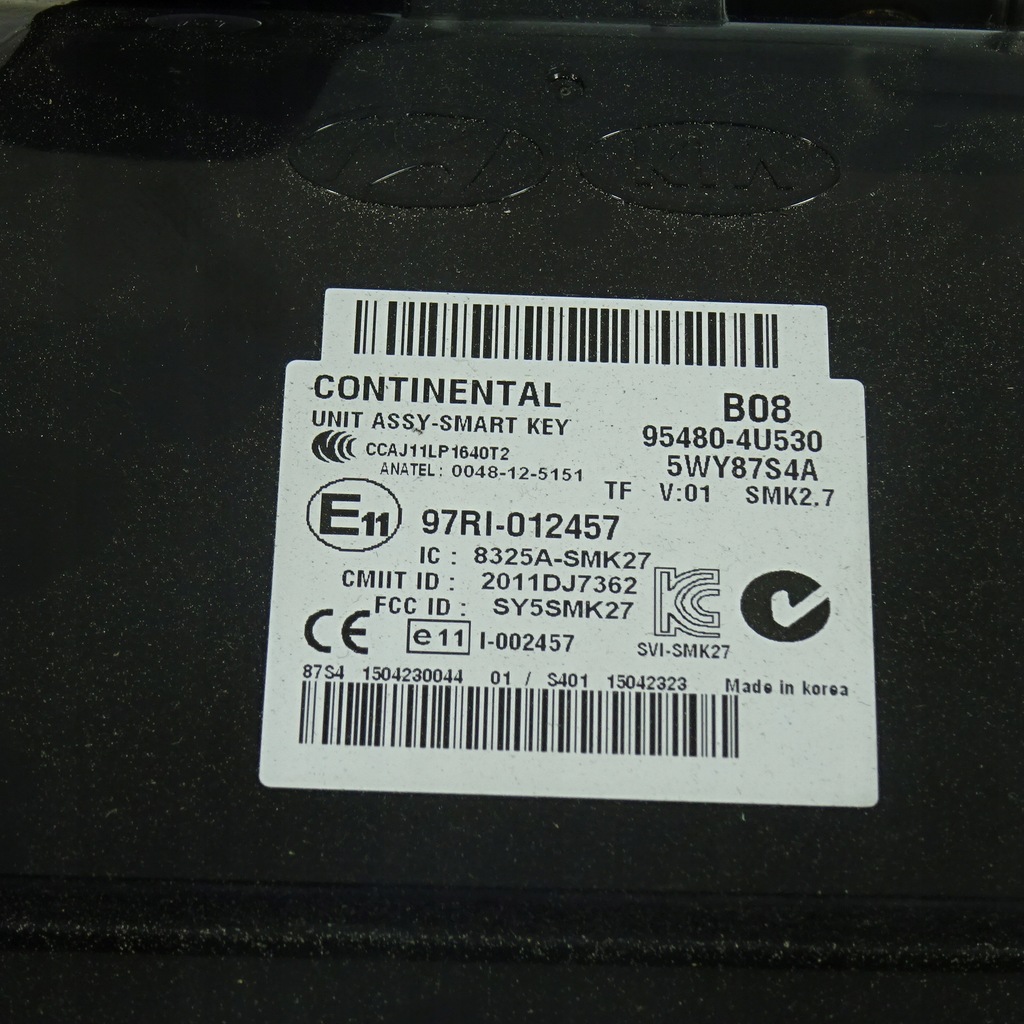 KIA
CONTINENTAL
UNIT ASSY-SMART KEY
B08
CCAJ11LP1640T2
95480-4U530
ANATEL: 0048-12-5151
5WY87S4A
TF V:01 SMK2.7
E11 97RI-012457
IC : 8325A-SMK27
CMIIT ID : 2011DJ7362
FCC ID : SY5SMK27
CE e11 I-002457
KC
SVI-SMK27
87S4 1504230044 01 / S401 15042323 Made in korea